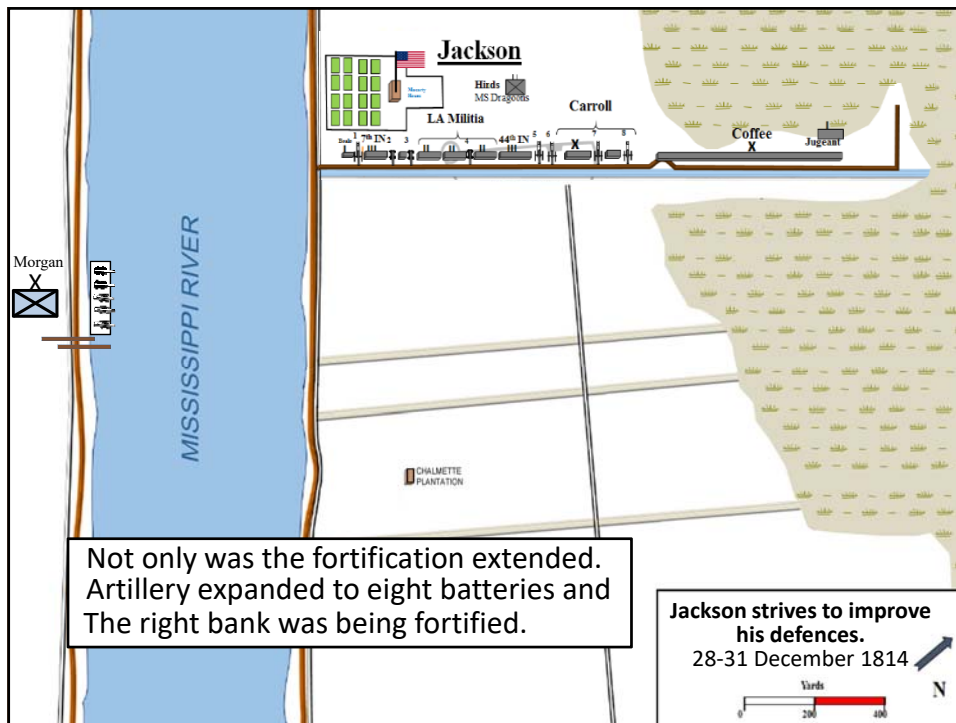 Jackson
Macarty
House
Hinds
MS Dragoons
Carroll
LA Militia
Coffee
X
Jugeant
Beale
1
7th IN
2
3
4
44th IN
5
6
X
7
8
Morgan
X
MISSISSIPPI RIVER
CHALMETTE
PLANTATION
Not only was the fortification extended.
Artillery expanded to eight batteries and
The right bank was being fortified.
Jackson strives to improve
his defences.
28-31 December 1814
N
Yards
0 200 400